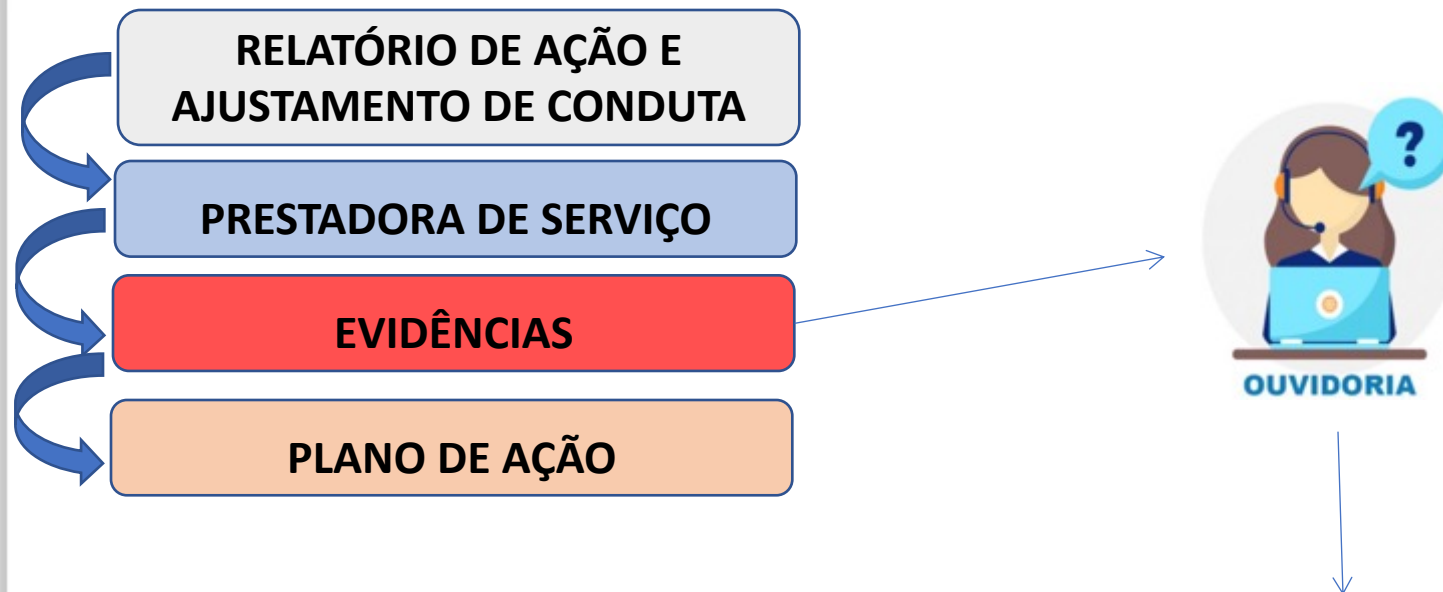 RELATÓRIO DE AÇÃO E
AJUSTAMENTO DE CONDUTA
PRESTADORA DE SERVIÇO
EVIDÊNCIAS
PLANO DE AÇÃO
?
OUVIDORIA